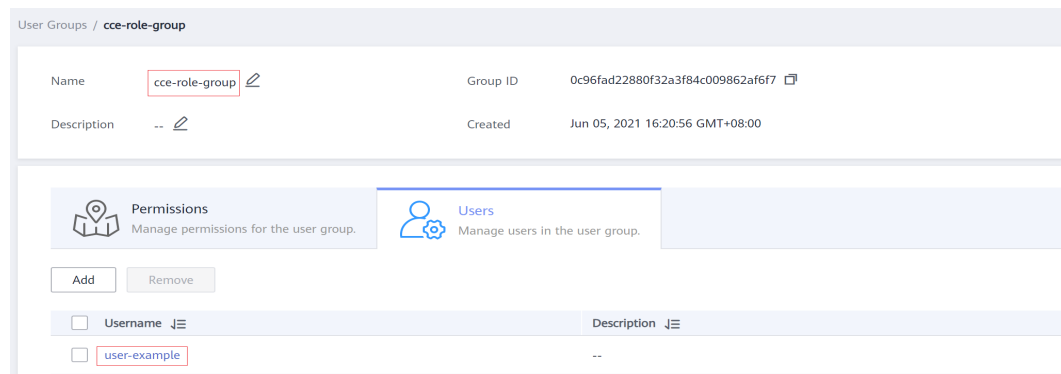 User Groups / cce-role-group
Name cce-role-group Group ID 0c96fad22880f32a3f84c009862af6f7
Description -- Created Jun 05, 2021 16:20:56 GMT+08:00
Permissions Users
Manage permissions for the user group. Manage users in the user group.
Add Remove
Username Description
user-example --